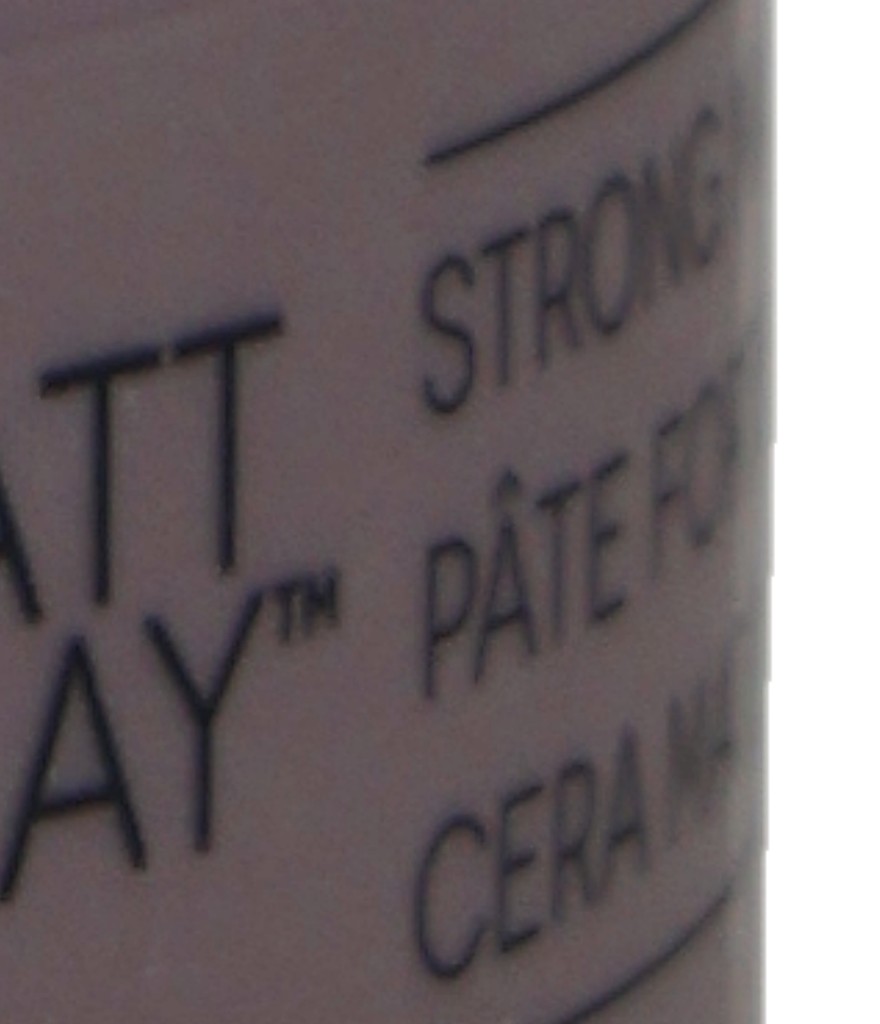 ATT
AY™
STRONG
PÂTE FO
CERA MA